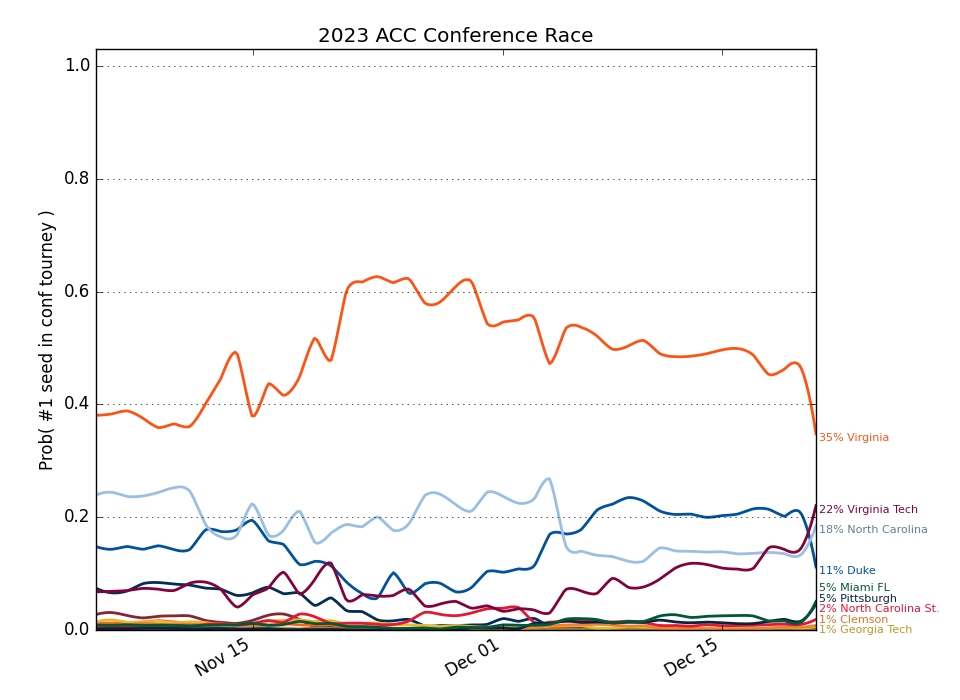 2023 ACC Conference Race
Prob( #1 seed in conf tourney )
1.0
0.8
0.6
0.4
0.2
0.0
Nov 15
Dec 01
Dec 15
35% Virginia
22% Virginia Tech
18% North Carolina
11% Duke
5% Miami FL
5% Pittsburgh
2% North Carolina St.
1% Clemson
1% Georgia Tech